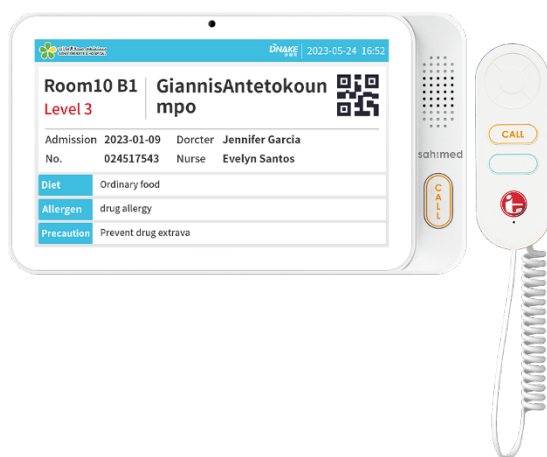 DNAKE 2023-05-24 16:52
Room10 B1
Level 3
GiannisAntetokoun
mpo
Admission 2023-01-09 Dorcter Jennifer Garcia
No. 024517543 Nurse Evelyn Santos
Diet Ordinary food
Allergen drug allergy
Precaution Prevent drug extrava
sahimed
CALL
CALL